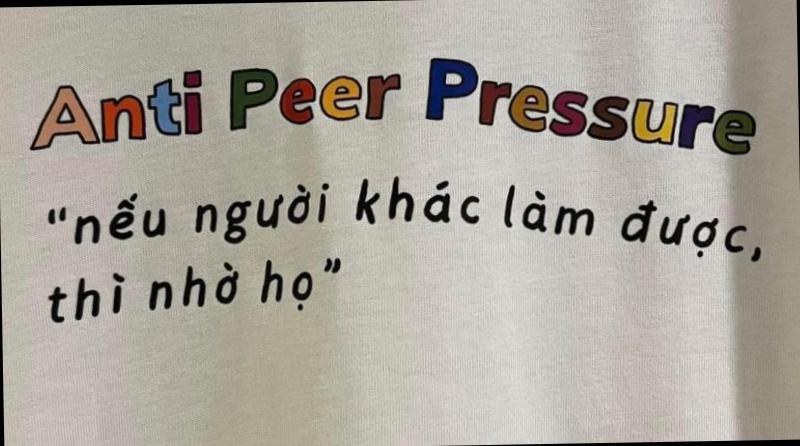 Anti Peer Pressure
“nếu người khác làm được,
thì nhờ họ”